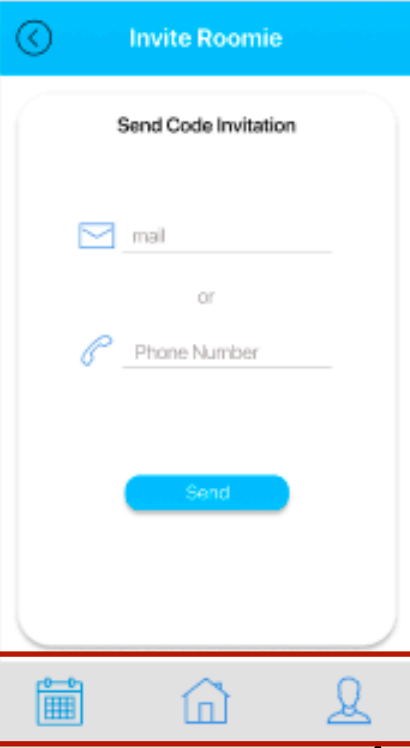 Invite Roomie
Send Code Invitation
mail
or
Phone Number
Send